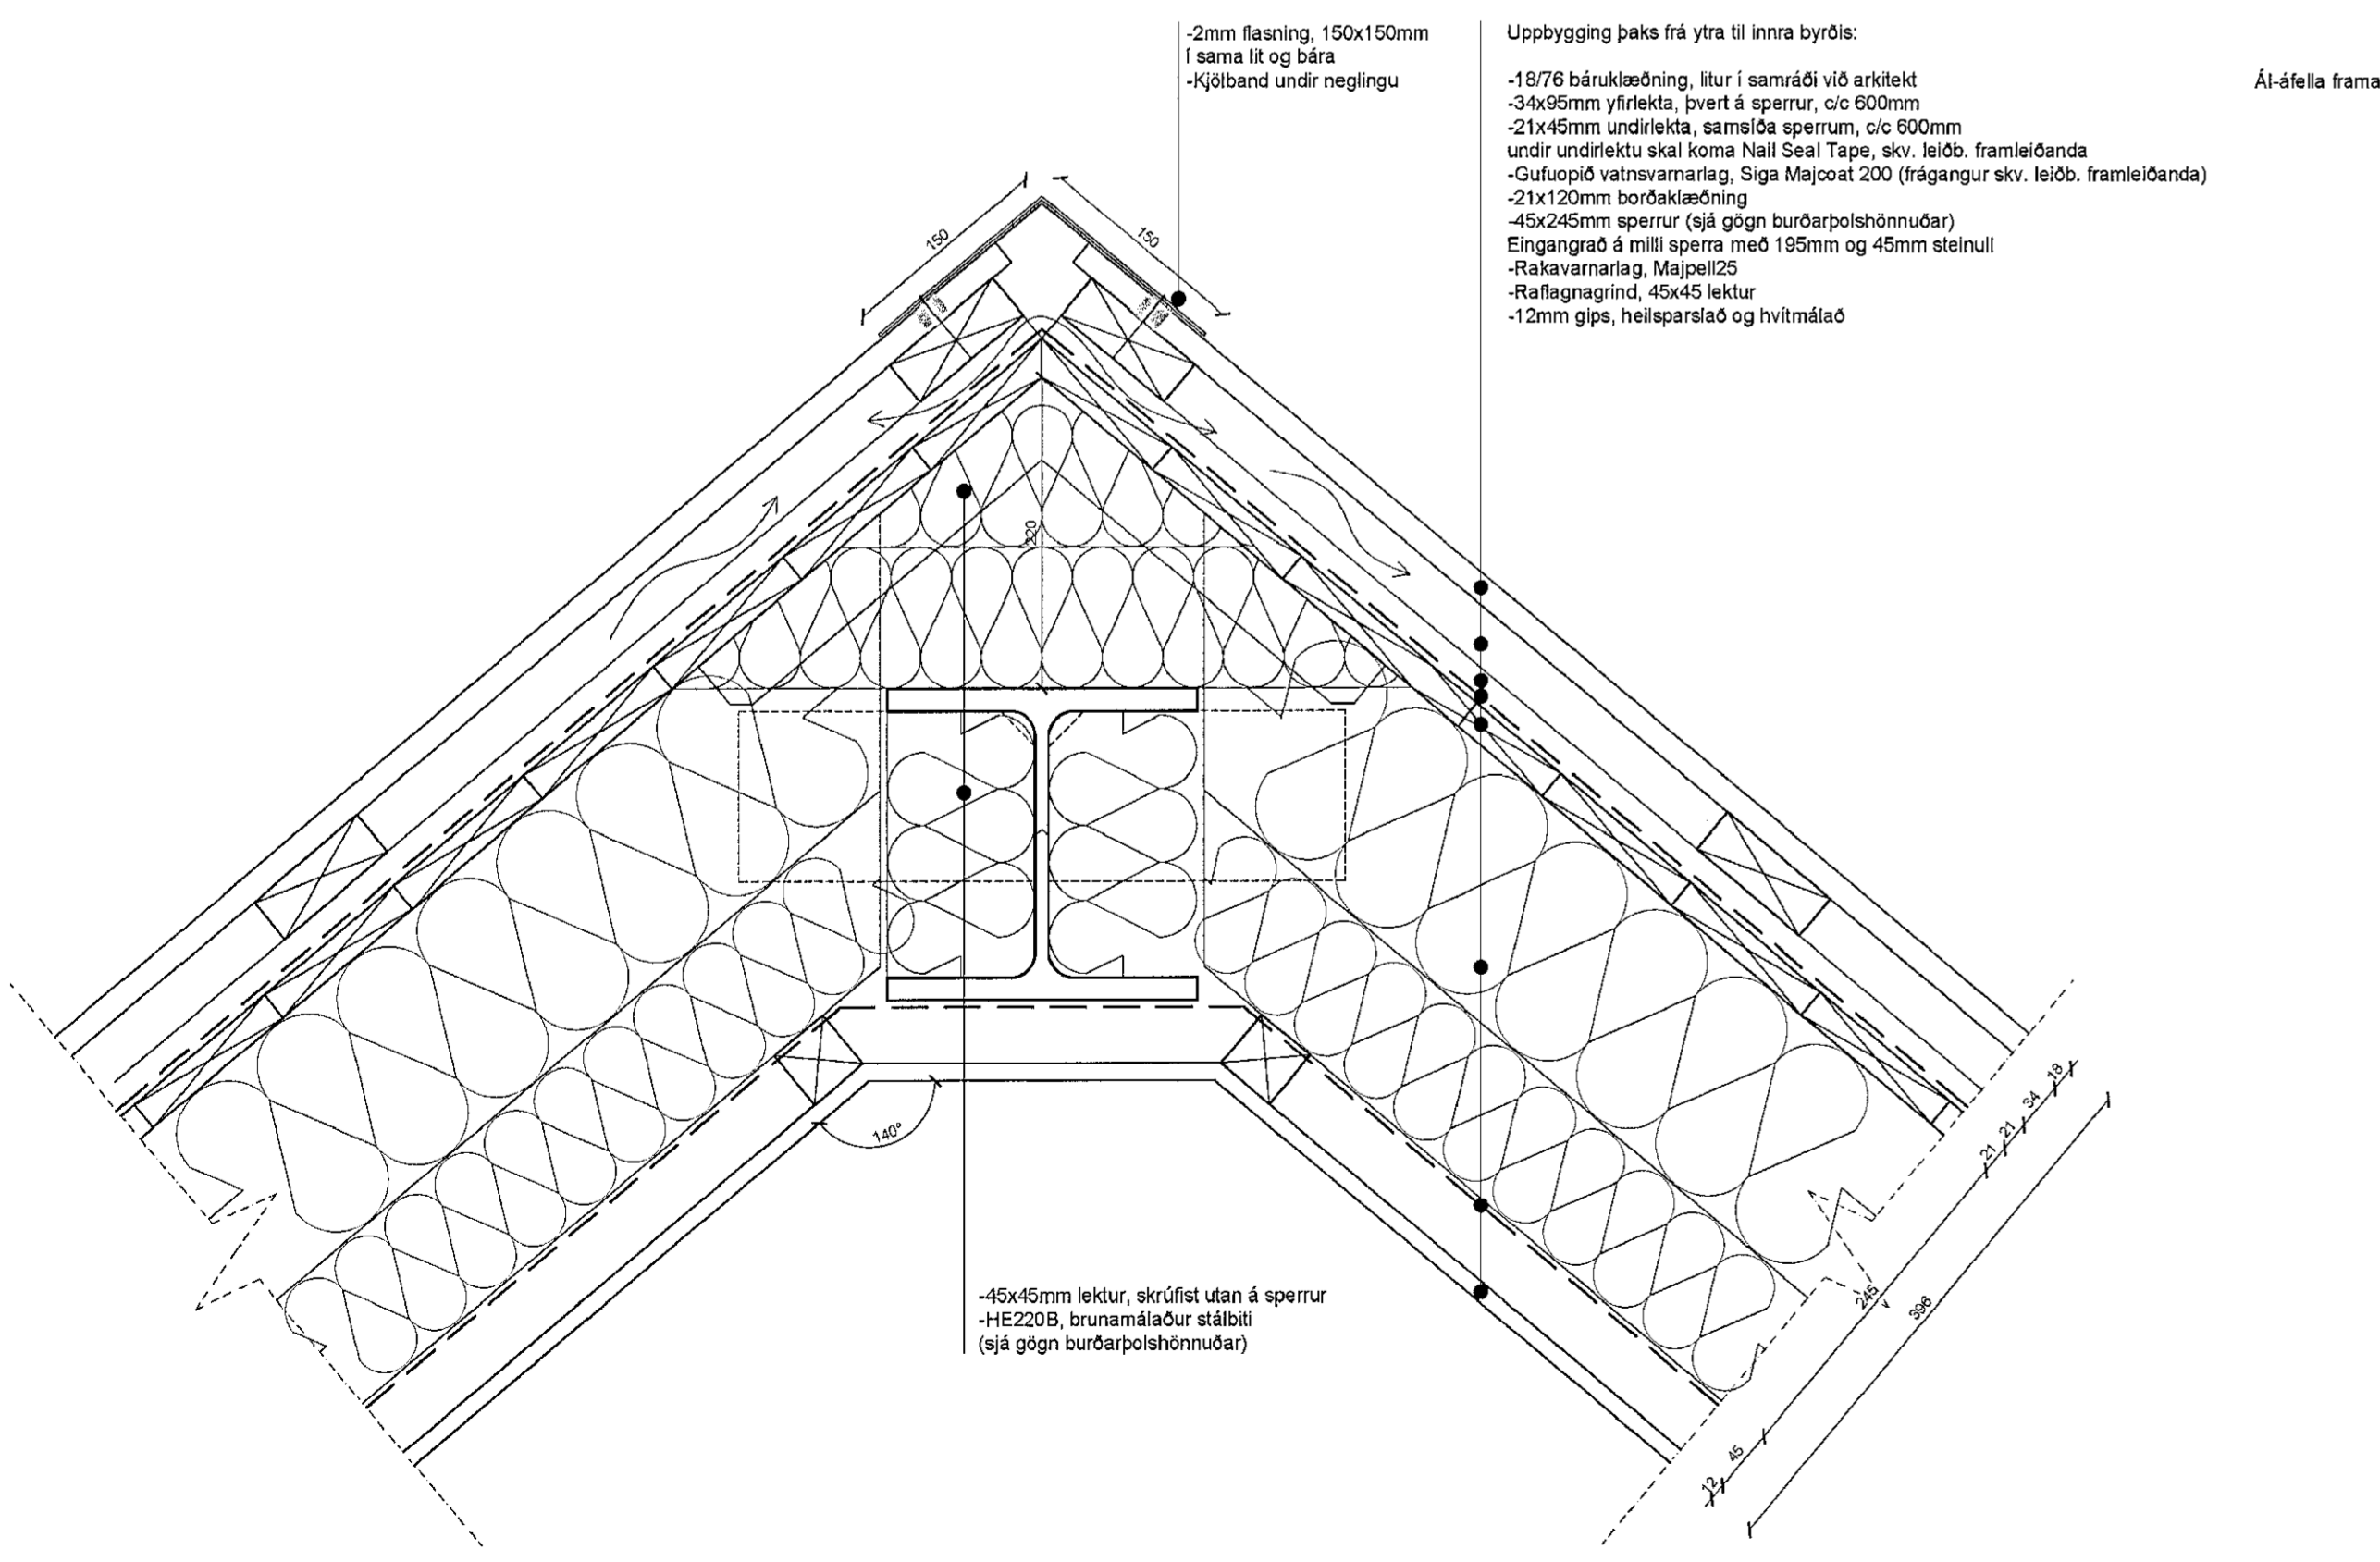 -2mm flasning, 150x150mm
í sama lit og bára
-Kjölband undir neglingu
Uppbygging þaks frá ytra til innra byrðis:
-18/76 báruklæðning, litur í samráði við arkitekt
-34x95mm yfirlekta, þvert á sperrur, c/c 600mm
-21x45mm undirlekta, samsíða sperrum, c/c 600mm
undir undirlektu skal koma Nail Seal Tape, skv. leiðb. framleiðanda
-Gufuopið vatnsvarnarlag, Siga Majcoat 200 (frágangur skv. leiðb. framleiðanda)
-21x120mm borðaklæðning
-45x245mm sperrur (sjá gögn burðarþolshönnuðar)
Eingangrað á milli sperra með 195mm og 45mm steinull
-Rakavarnarlag, Majpell25
-Raflagnagrind, 45x45 lektur
-12mm gips, heilsparslað og hvítmálað
Ál-áfella frama
150
150
220
140°
18
34
21
21
245
396
45
12
-45x45mm lektur, skrúfist utan á sperrur
-HE220B, brunamálaður stálbiti
(sjá gögn burðarþolshönnuðar)